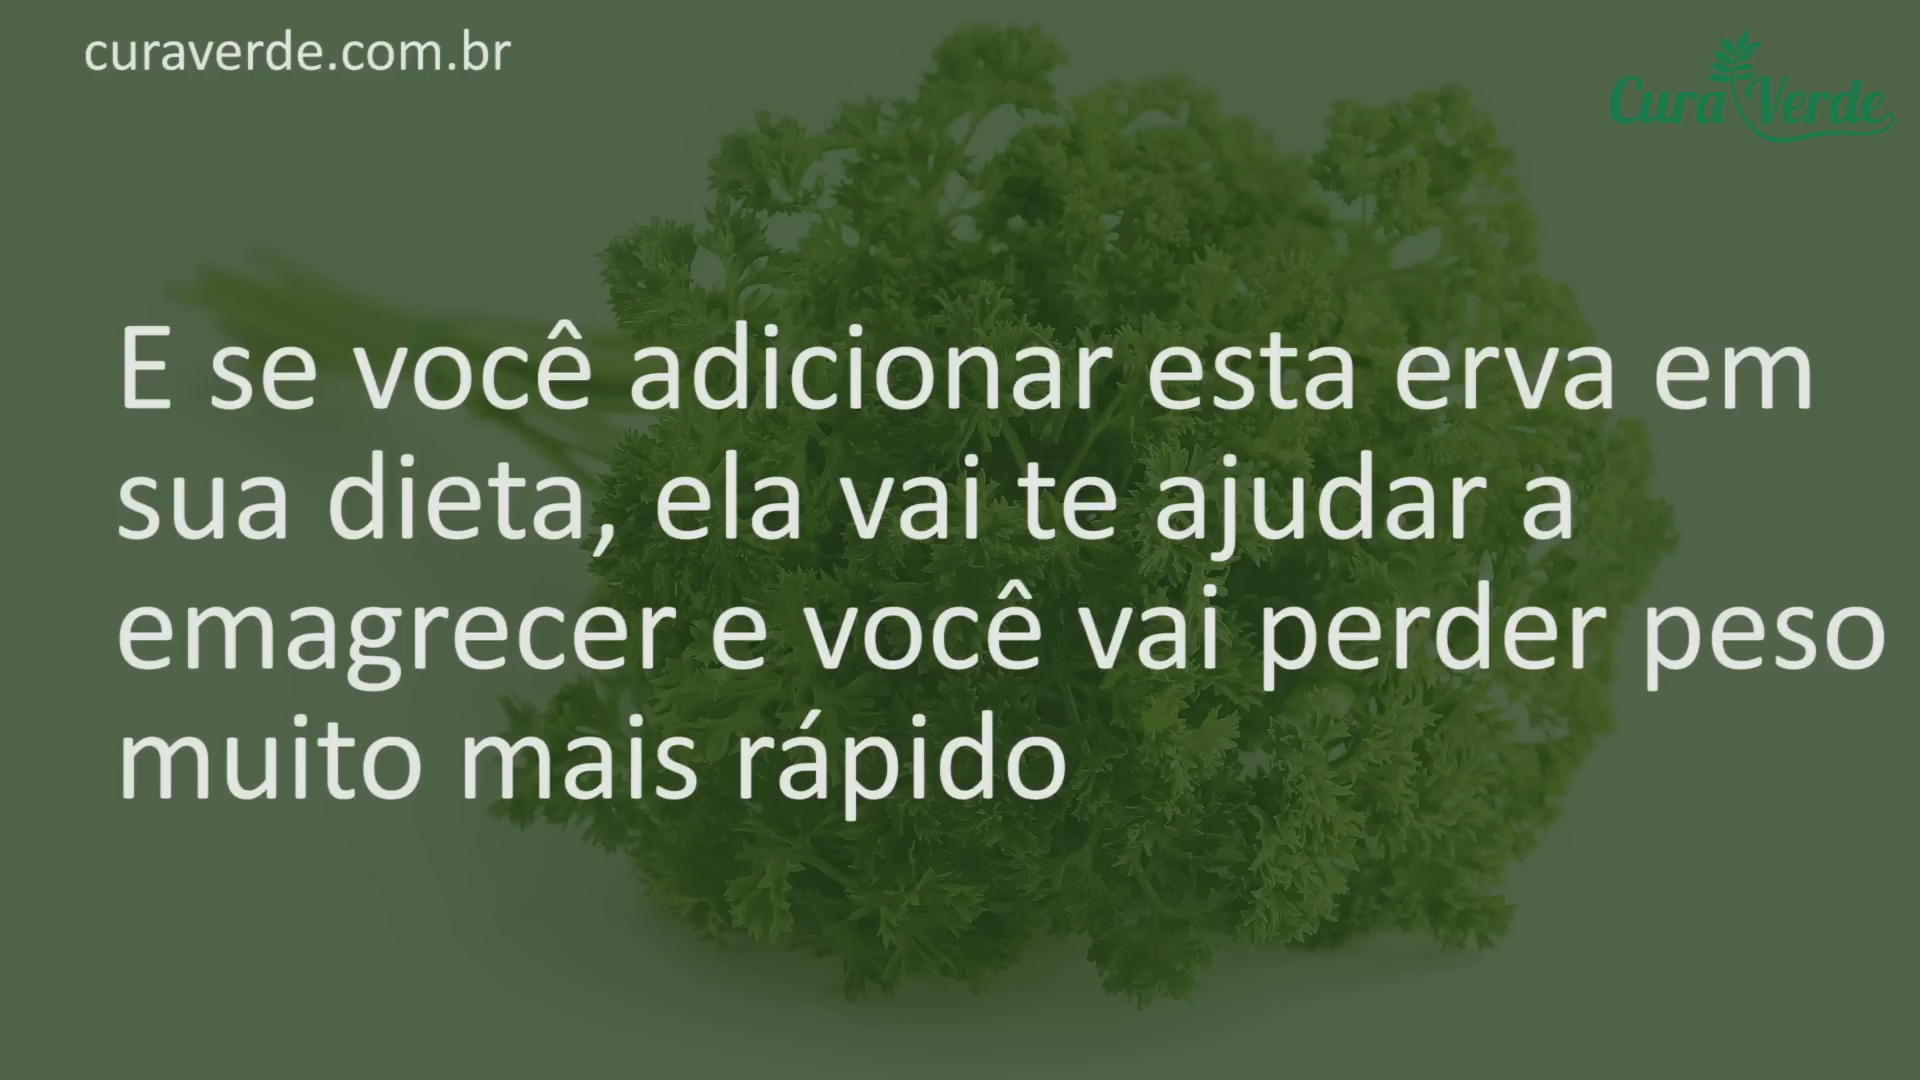 curaverde.com.br
Cura Verde
E se você adicionar esta erva em
sua dieta, ela vai te ajudar a
emagrecer e você vai perder peso
muito mais rápido